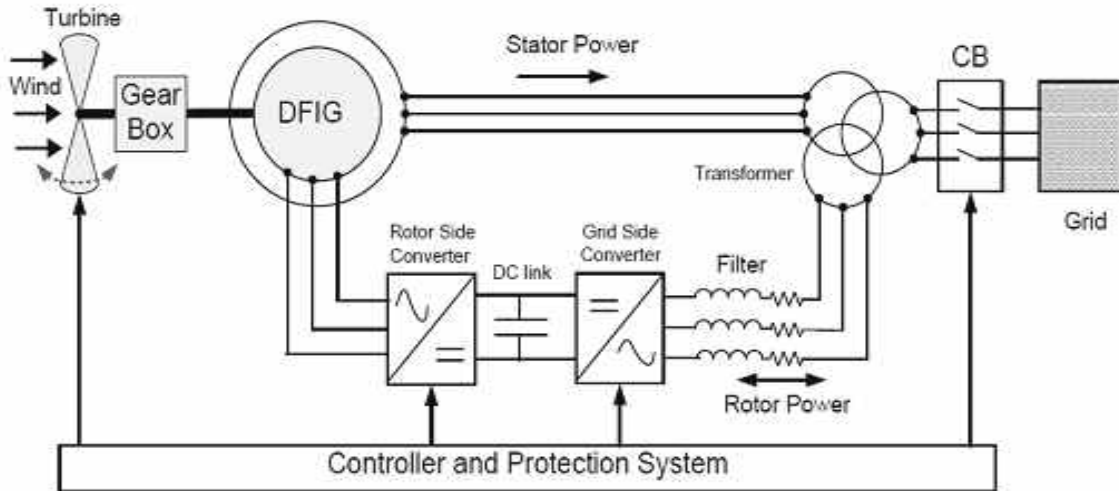 Turbine
Wind
Gear
Box
DFIG
Stator Power
Transformer
CB
Grid
Rotor Side
Converter
DC link
Grid Side
Converter
Filter
Rotor Power
Controller and Protection System